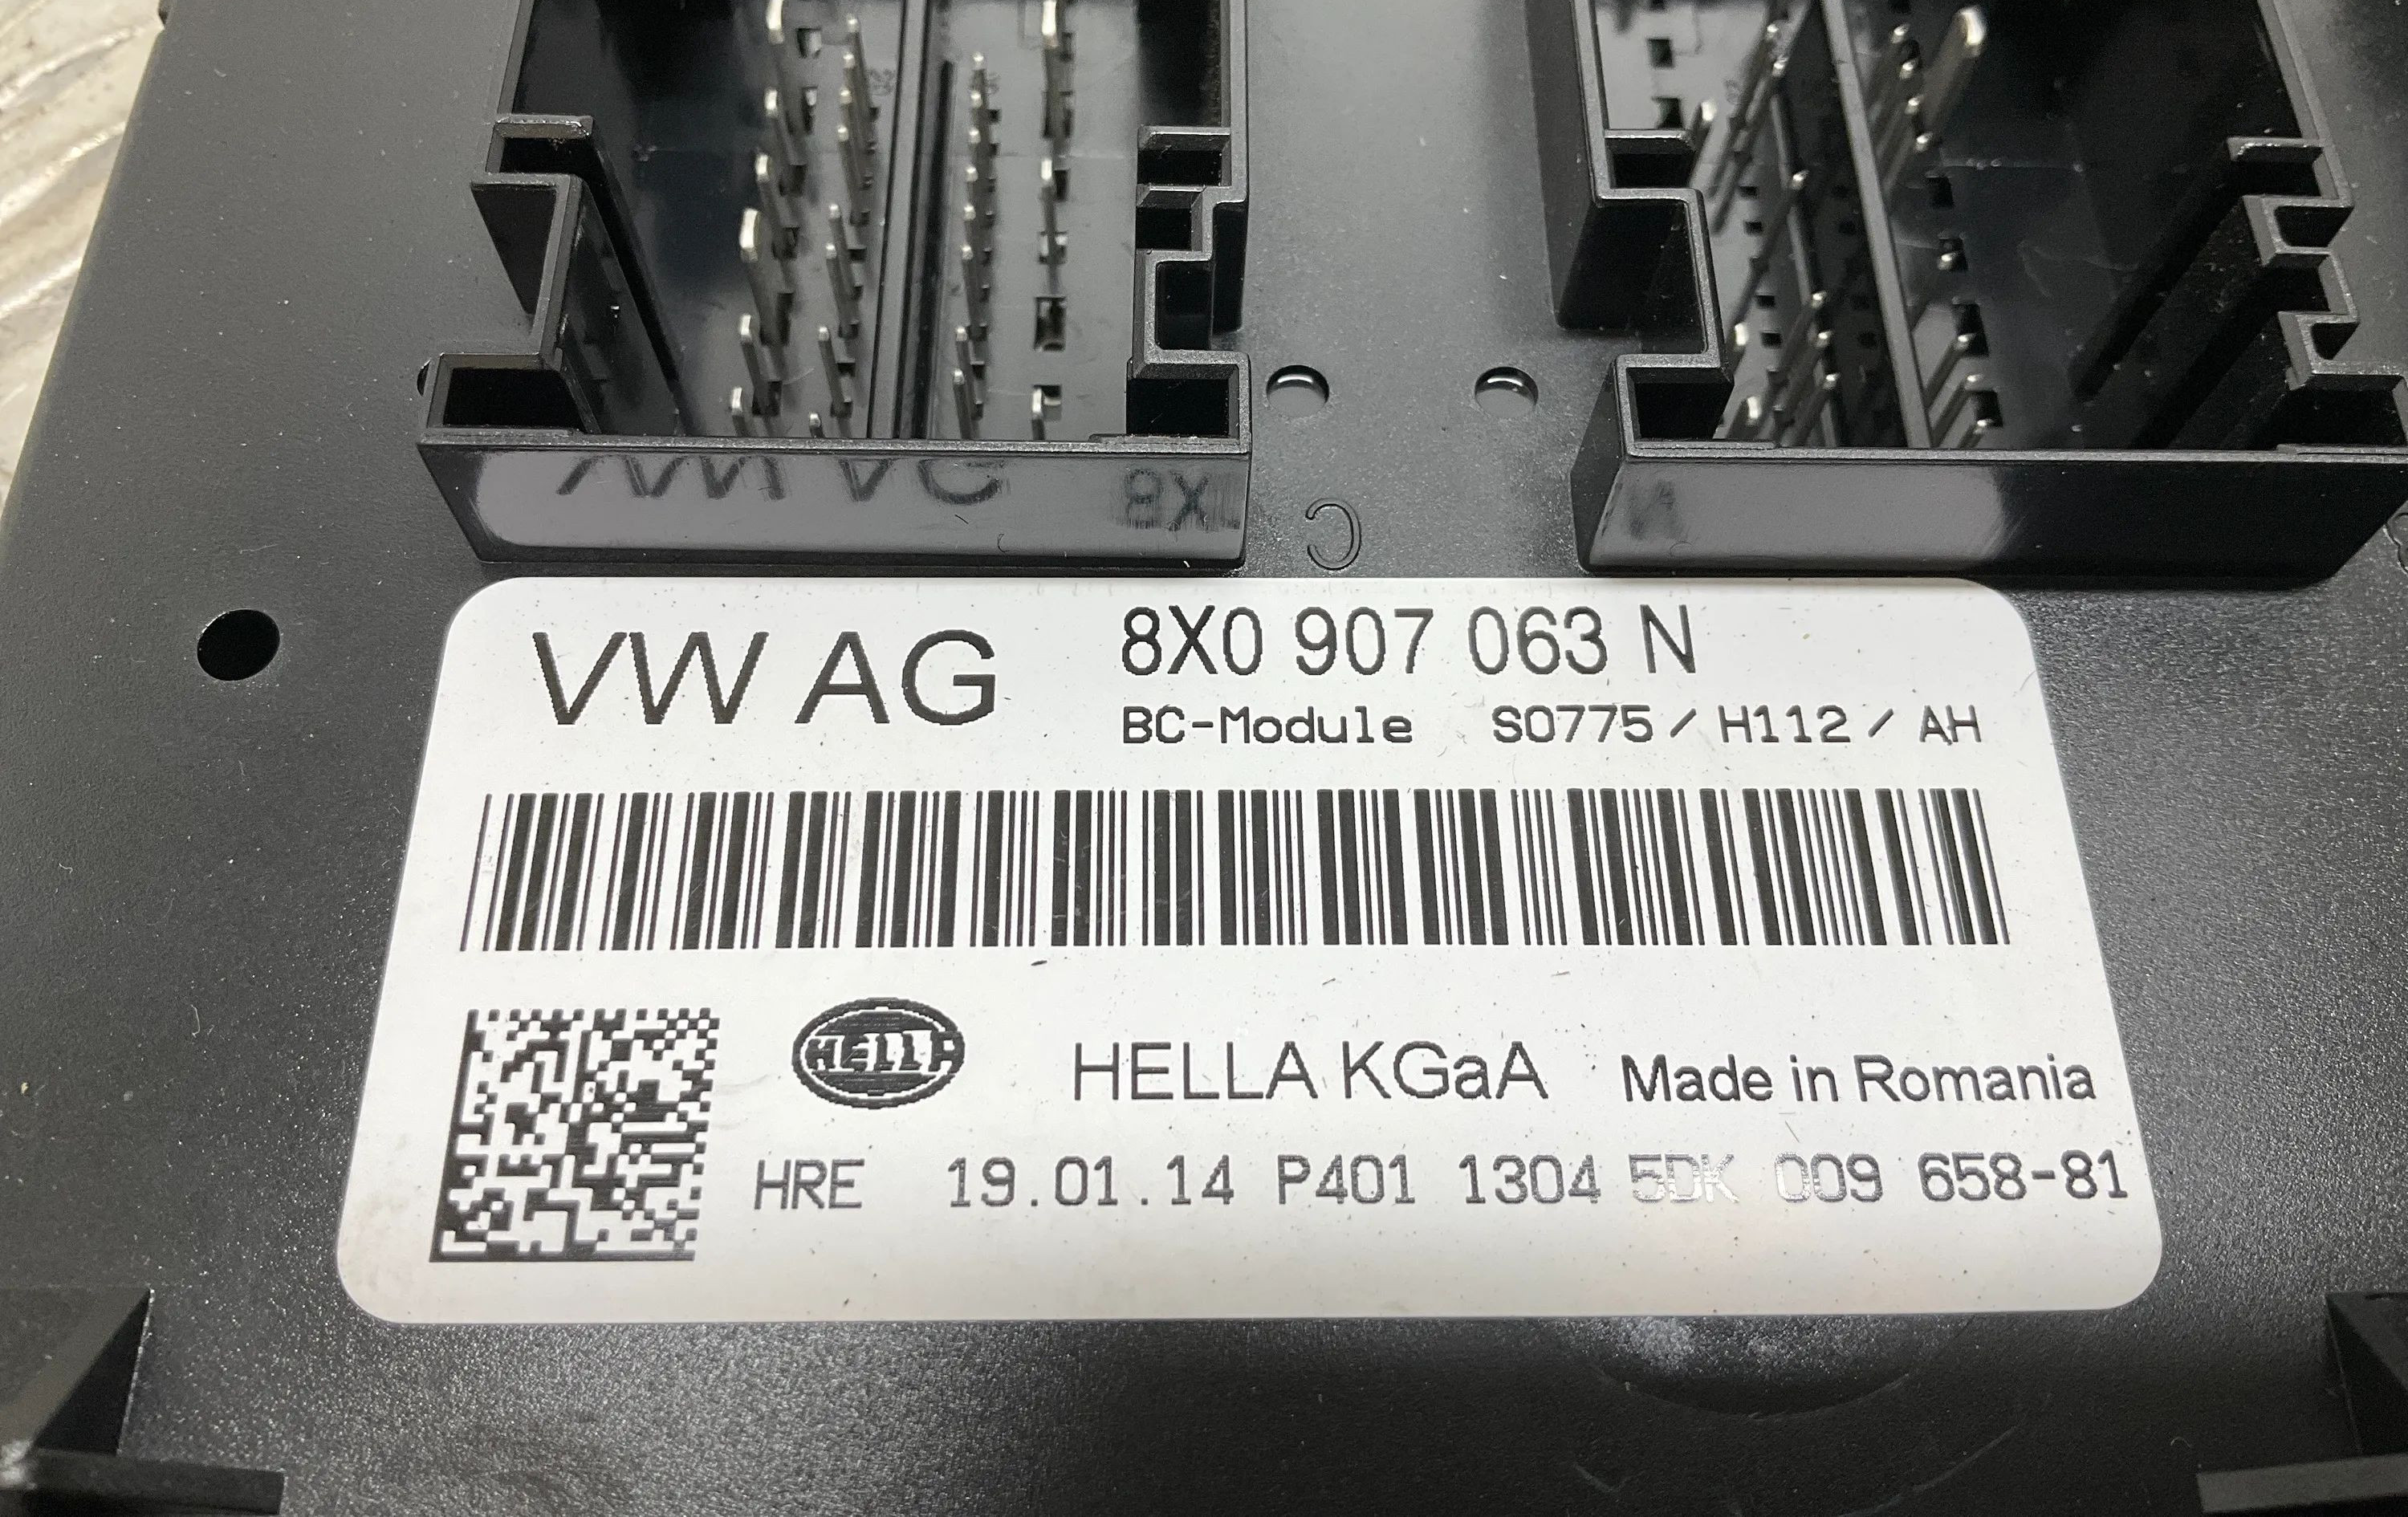 C
VW AG
8X0 907 063 N
BC-Module S0775/H112/AH
HELLA
HELLA KGaA Made in Romania
HRE 19.01.14 P401 1304 5DK 009 658-81